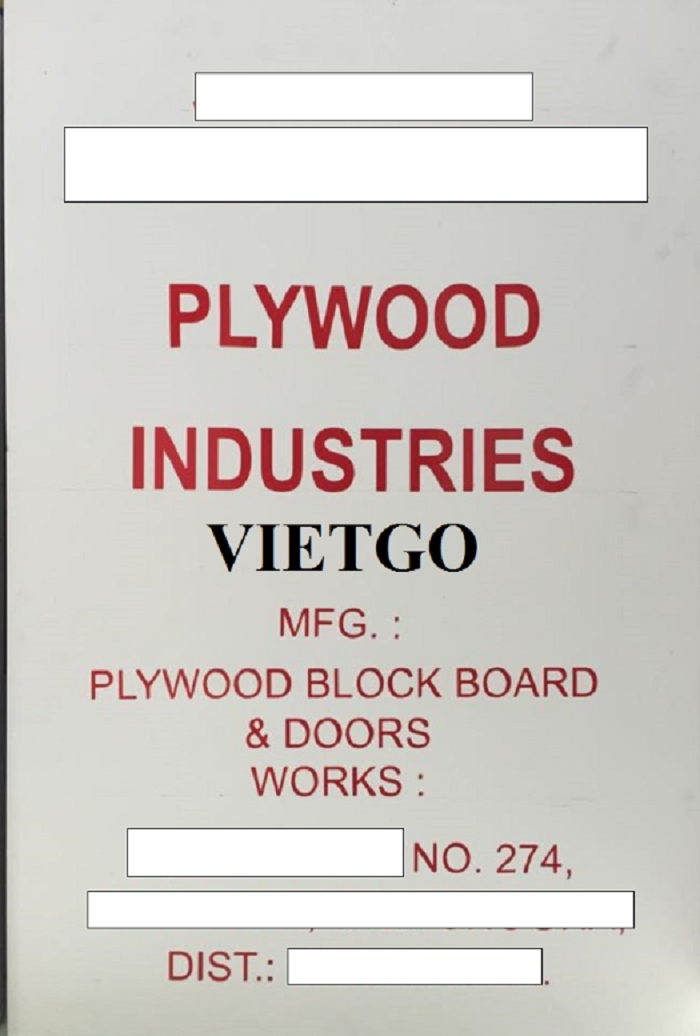 PLYWOOD
INDUSTRIES
VIETGO
MFG. :
PLYWOOD BLOCK BOARD
& DOORS
WORKS :
NO. 274,
DIST.: .